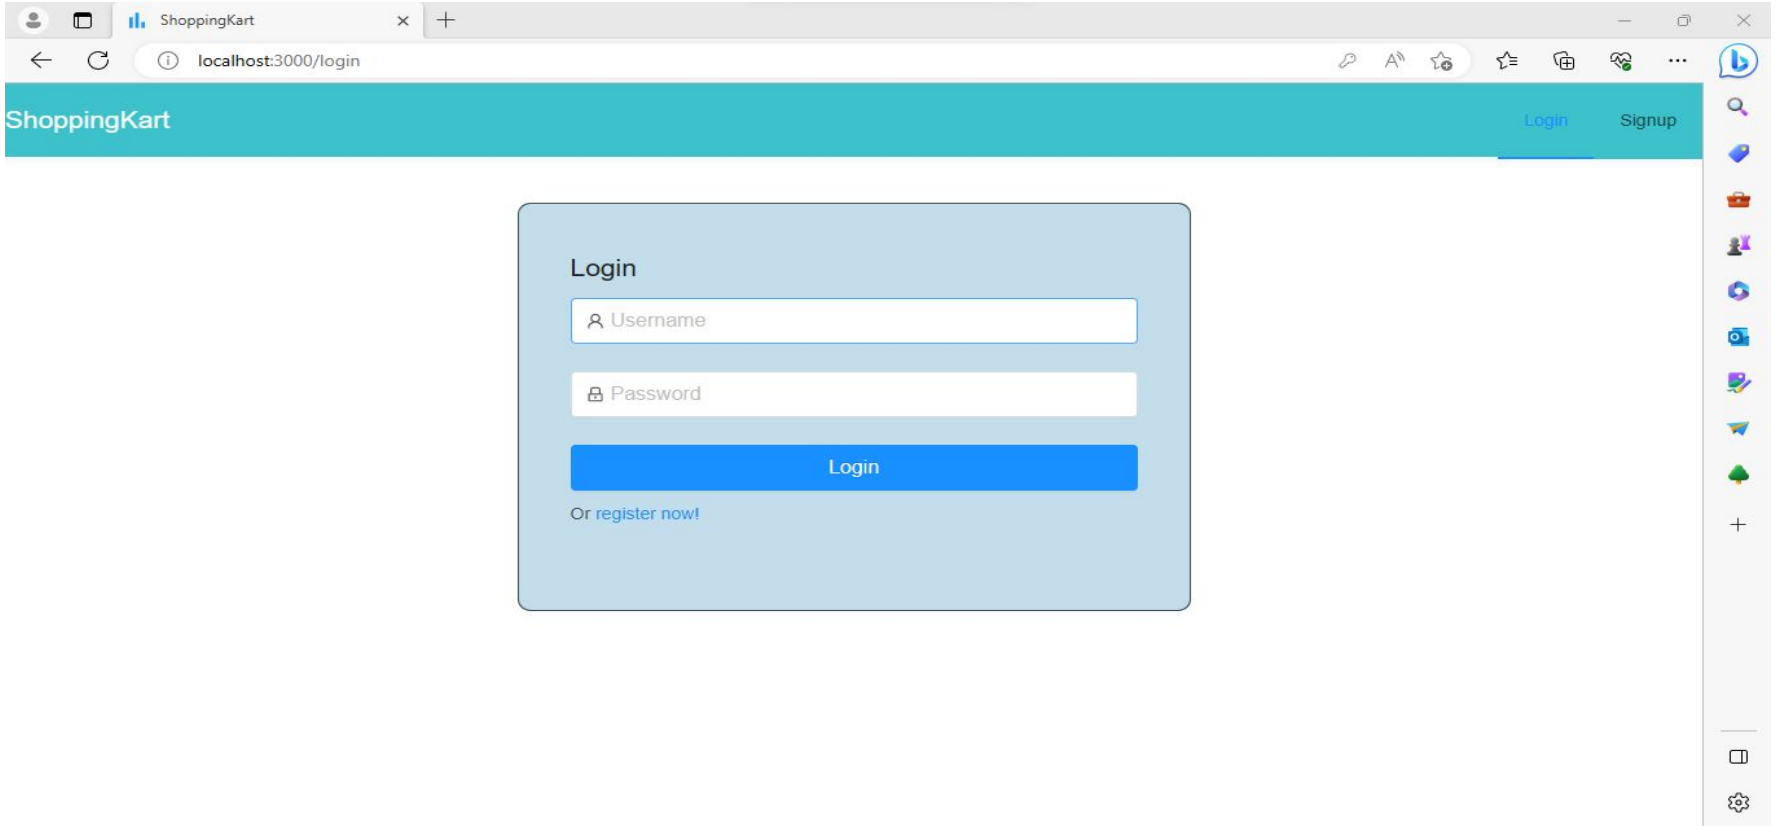 ShoppingKart
localhost:3000/login
ShoppingKart
Login
Signup
Login
Username
Password
Login
Or register now!